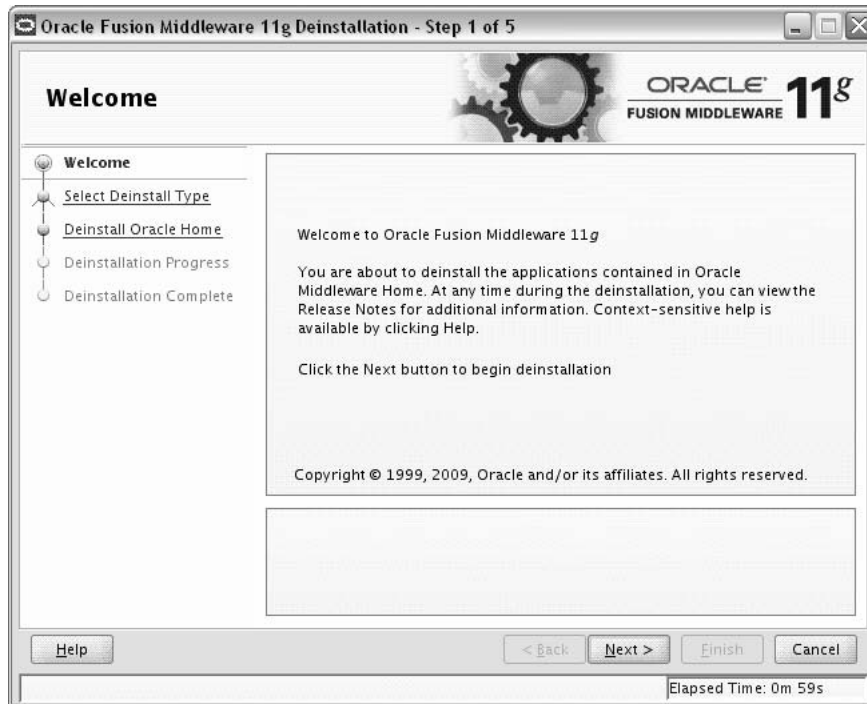 Oracle Fusion Middleware 11g Deinstallation - Step 1 of 5
Welcome
ORACLE
FUSION MIDDLEWARE
11g
Welcome
Select Deinstall Type
Deinstall Oracle Home
Deinstallation Progress
Deinstallation Complete
Welcome to Oracle Fusion Middleware 11g
You are about to deinstall the applications contained in Oracle
Middleware Home. At any time during the deinstallation, you can view the
Release Notes for additional information. Context-sensitive help is
available by clicking Help.
Click the Next button to begin deinstallation
Copyright © 1999, 2009, Oracle and/or its affiliates. All rights reserved.
Help
< Back
Next >
Finish
Cancel
Elapsed Time: 0m 59s